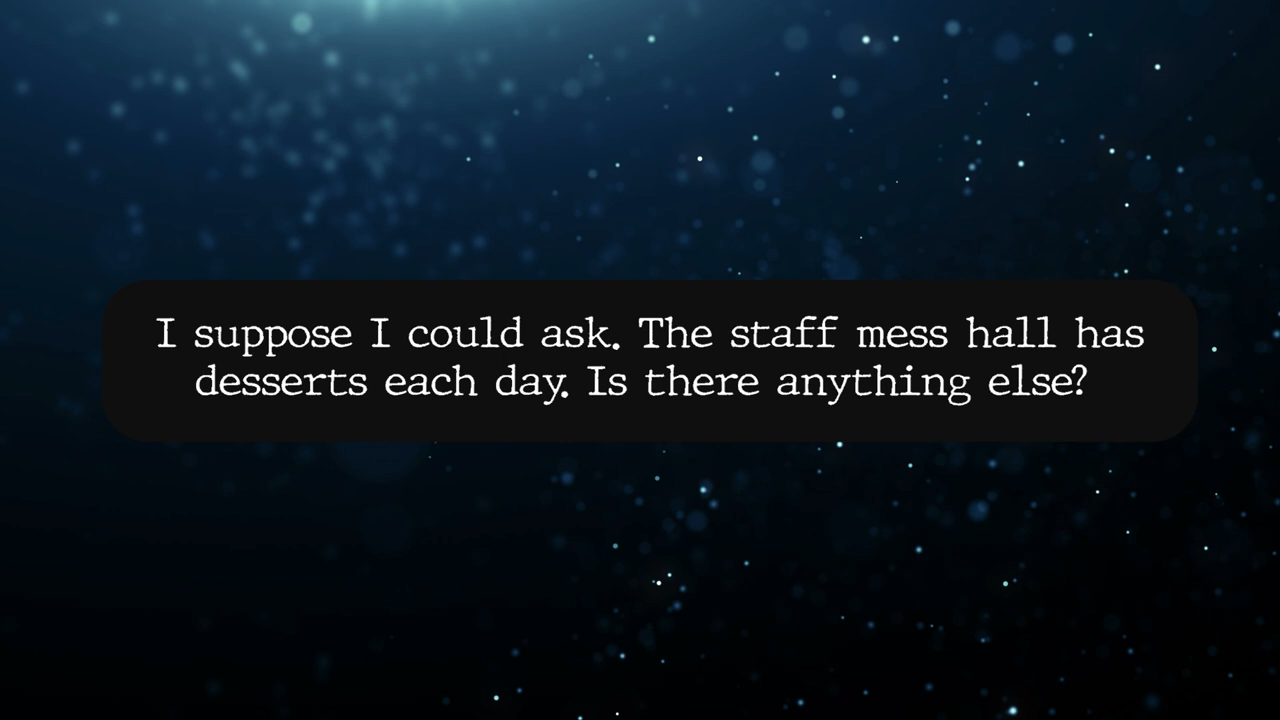 I suppose I could ask. The staff mess hall has
desserts each day. Is there anything else?